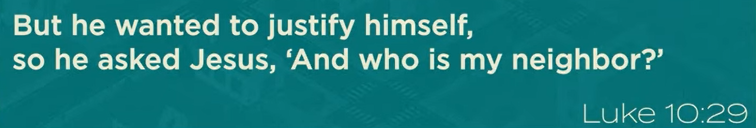 But he wanted to justify himself,
so he asked Jesus, ‘And who is my neighbor?’
Luke 10:29